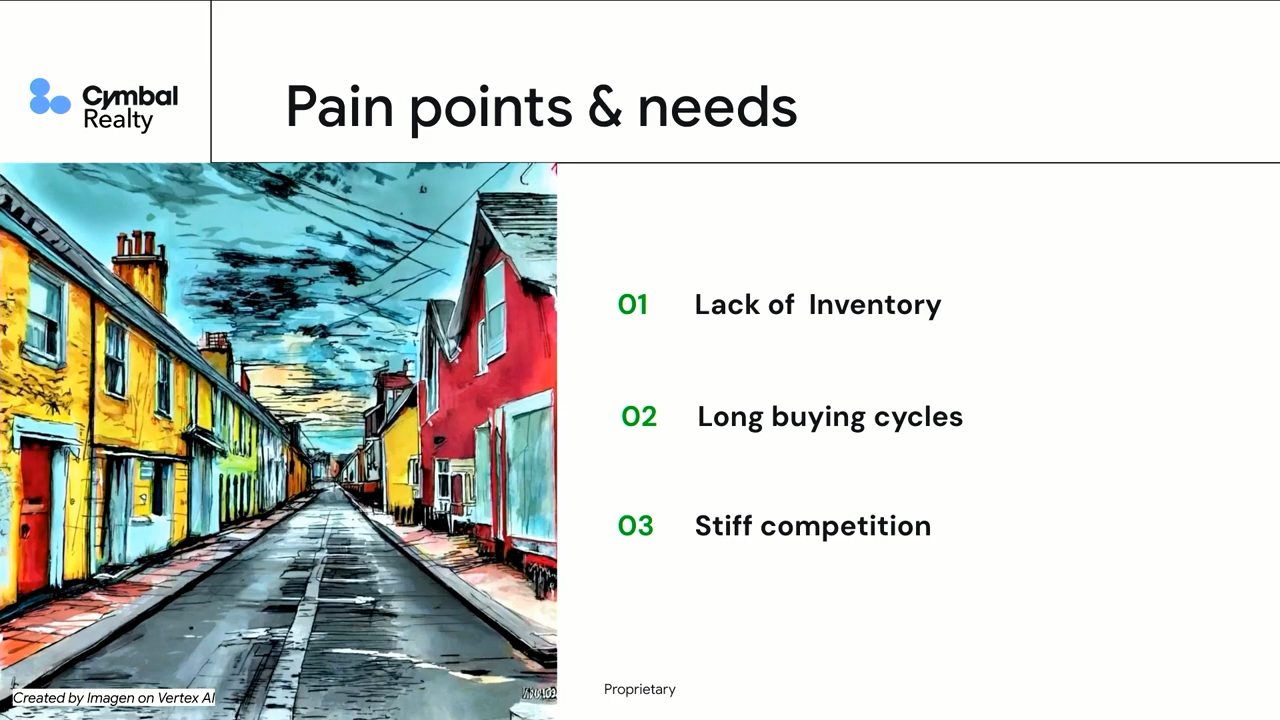 Cymbal
Realty
Pain points & needs
01 Lack of  Inventory
02 Long buying cycles
03 Stiff competition
Created by Imagen on Vertex AI
Proprietary